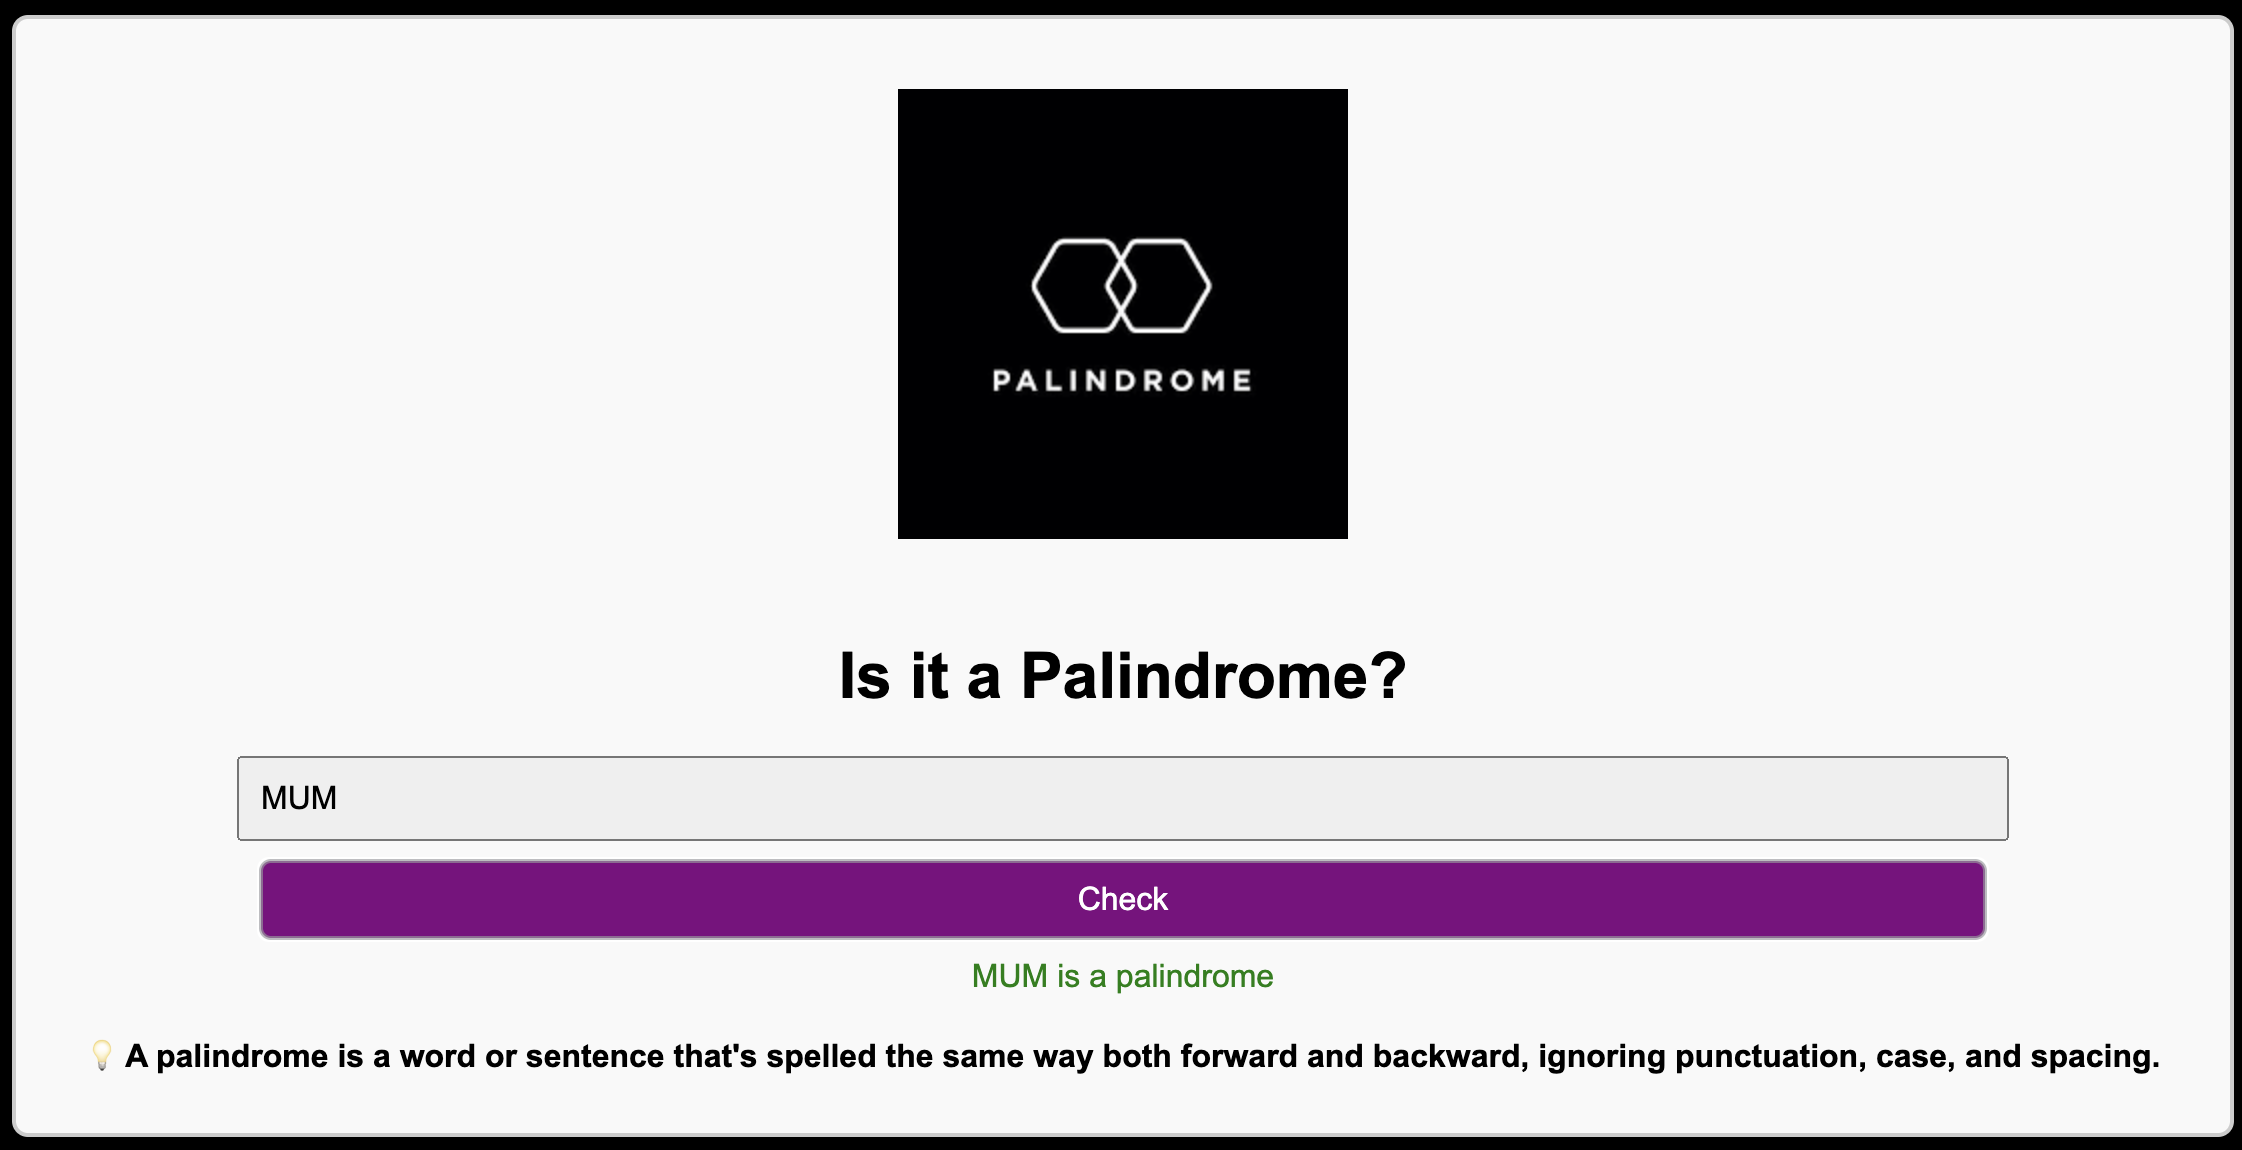 PALINDROME
Is it a Palindrome?
MUM
Check
MUM is a palindrome
💡 A palindrome is a word or sentence that's spelled the same way both forward and backward, ignoring punctuation, case, and spacing.